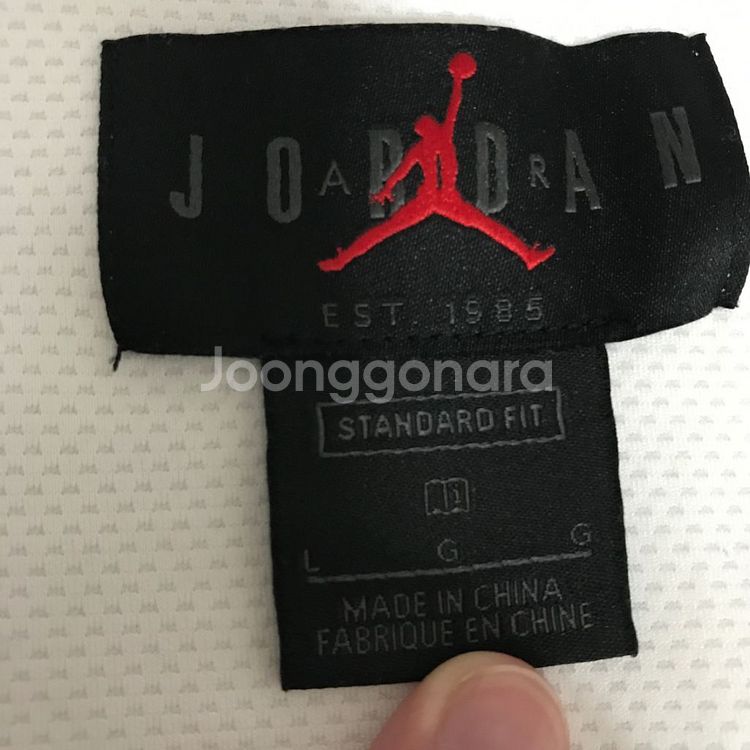 JORDAN
AIR
EST. 1985
Joonggonara
STANDARD FIT
i
L G G
MADE IN CHINA
FABRIQUE EN CHINE